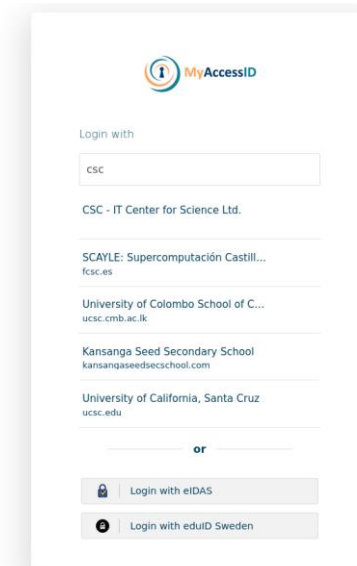 MyAccessID
Login with
csc
CSC - IT Center for Science Ltd.
SCAYLE: Supercomputación Castill...
fcsc.es
University of Colombo School of C...
ucsc.cmb.ac.lk
Kansanga Seed Secondary School
kansangaseedsecschool.com
University of California, Santa Cruz
ucsc.edu
or
Login with eIDAS
Login with eduID Sweden